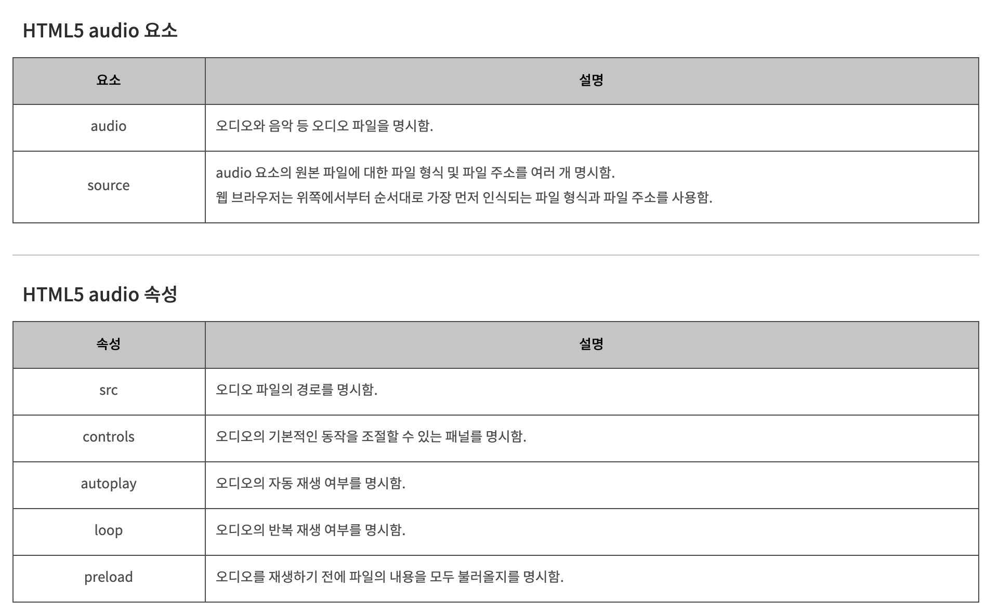 HTML5 audio 요소
요소 설명
audio 오디오와 음악 등 오디오 파일을 명시함.
source audio 요소의 원본 파일에 대한 파일 형식 및 파일 주소를 여러 개 명시함.
웹 브라우저는 위쪽에서부터 순서대로 가장 먼저 인식되는 파일 형식과 파일 주소를 사용함.
HTML5 audio 속성
속성 설명
src 오디오 파일의 경로를 명시함.
controls 오디오의 기본적인 동작을 조절할 수 있는 패널를 명시함.
autoplay 오디오의 자동 재생 여부를 명시함.
loop 오디오의 반복 재생 여부를 명시함.
preload 오디오를 재생하기 전에 파일의 내용을 모두 불러올지를 명시함.